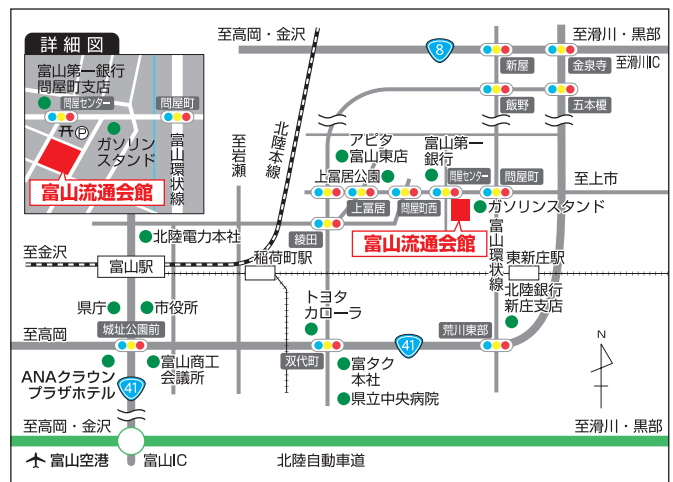 詳細図
富山第一銀行
問屋町支店
問屋センター
問屋町
P
ガソリン
スタンド
富山環状線
富山流通会館
至高岡・金沢
8
至滑川・黒部
新屋
金泉寺
至滑川IC
飯野
五本榎
北陸本線
至岩瀬
アピタ
富山東店
富山第一
銀行
上冨居公園
問屋センター
問屋町
至上市
上冨居
問屋町西
ガソリンスタンド
綾田
富山流通会館
富山環状線
北陸電力本社
至金沢
富山駅
稲荷町駅
東新庄駅
北陸銀行
新庄支店
県庁
市役所
トヨタ
カローラ
城址公園前
至高岡
双代町
41
荒川東部
N
富山商工
会議所
ANAクラウン
プラザホテル
41
富タク
本社
県立中央病院
至高岡・金沢
至滑川・黒部
富山空港
富山IC
北陸自動車道